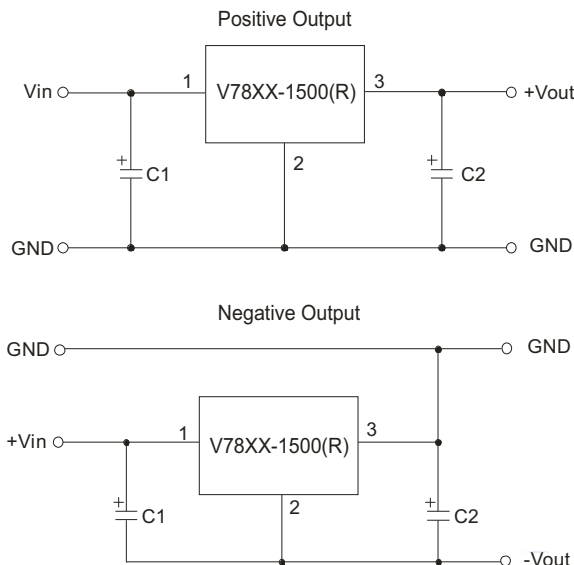 Positive Output
Vin
1
V78XX-1500(R)
3
+Vout
2
+
C1
+
C2
GND
GND
Negative Output
GND
GND
+Vin
1
V78XX-1500(R)
3
2
+
C1
+
C2
-Vout